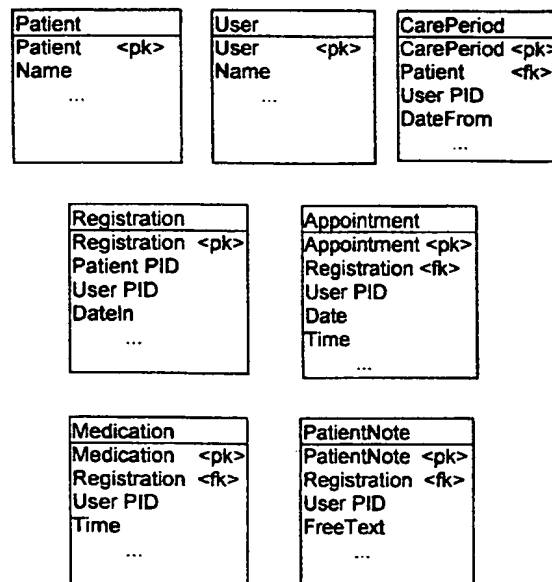 Patient
Patient <pk>
Name
...
User
User <pk>
Name
...
CarePeriod
CarePeriod <pk>
Patient <fk>
User PID
DateFrom
...
Registration
Registration <pk>
Patient PID
User PID
DateIn
...
Appointment
Appointment <pk>
Registration <fk>
User PID
Date
Time
...
Medication
Medication <pk>
Registration <fk>
User PID
Time
...
PatientNote
PatientNote <pk>
Registration <fk>
User PID
FreeText
...